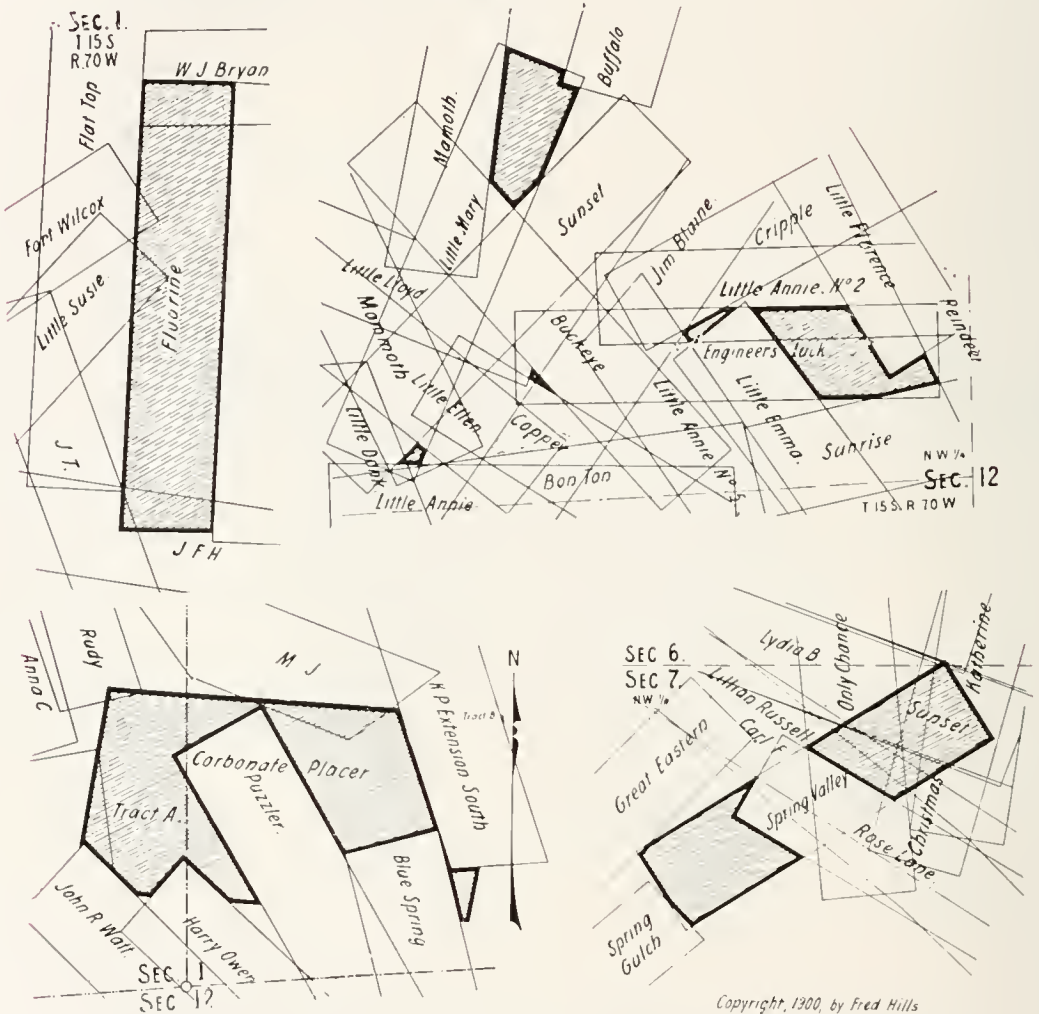 SEC. 1.
T 15 S
R. 70 W
W J Bryan
Flat Top
Fort Wilcox
Little Susie.
Fluorine
J. T.
J F H
Mamoth.
Buffalo
Little Mary
Sunset
Jim Blaine.
Cripple
Little Florence
Little Lloyd
Mammoth
Little Annie. No 2
Reindeer
Buckeye
Engineers Luck
Little Ellen
Copper
Little Annie No 5
Little Emma.
Sunrise
Little Dank
Bon Ton
Little Annie
N W ¼
SEC. 12
T 15 S. R 70 W
Rudy
Anna C
M J
N
K P Extension South
Tract B
Carbonate Placer
Puzzler.
Tract A.
Blue Spring
John R Watt.
Harry Owen
SEC 1
SEC 12
SEC 6.
SEC 7.
N W ¼
Lydia B
Only Chance
Katherine
Lillian Russell
Carl F
Sunset
Great Eastern
Spring Valley
Christmas
Rose Lane
Spring
Gulch
Copyright, 1900, by Fred Hills